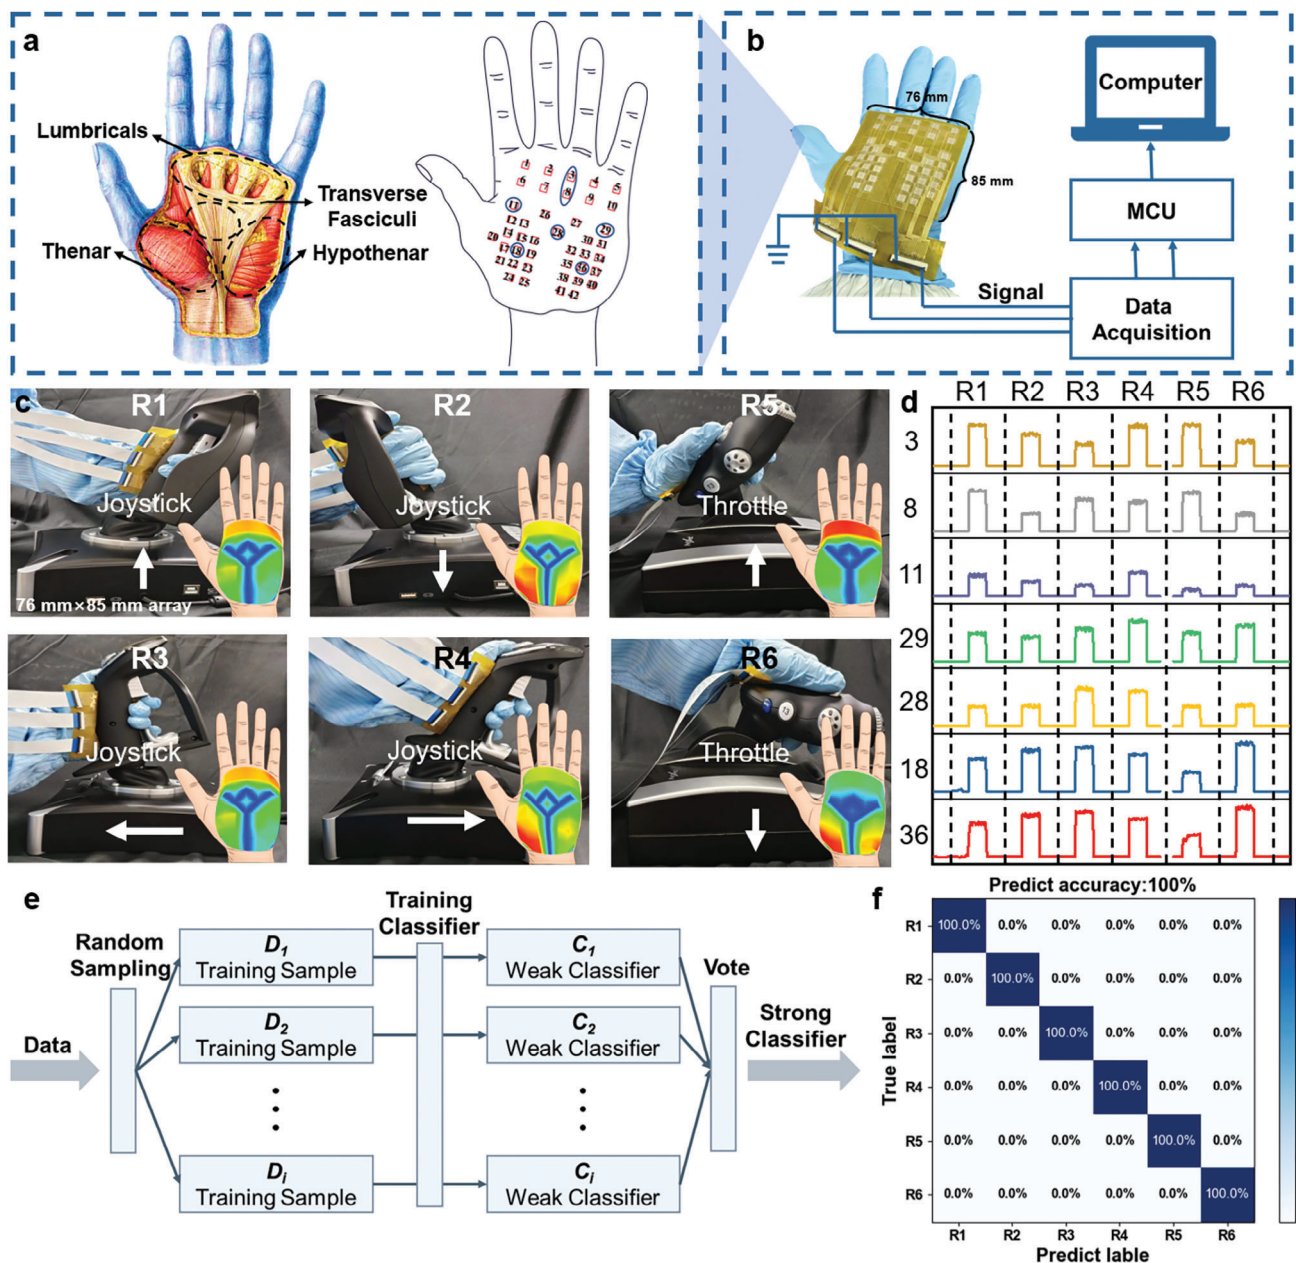 a
Lumbricals
Transverse
Fasciculi
Thenar
Hypothenar
1 2 3 4 5
6 7 8 9 10
13 26 27 29
12 13 28 30 31
14 15 16
20 17 18 19 32 33 34
21 22 23 35 36 37
24 25 38 39 40
41 42
b
76 mm
85 mm
Computer
MCU
Signal
Data
Acquisition
c
R1
Joystick
76 mm×85 mm array
R2
Joystick
R5
Throttle
R3
Joystick
R4
Joystick
R6
13
Throttle
d
R1 R2 R3 R4 R5 R6
3
8
11
29
28
18
36
e
Data
Random
Sampling
D1
Training Sample
D2
Training Sample
Di
Training Sample
Training
Classifier
C1
Weak Classifier
C2
Weak Classifier
Ci
Weak Classifier
Vote
Strong
Classifier
f
Predict accuracy:100%
True label
R1 100.0% 0.0% 0.0% 0.0% 0.0% 0.0%
R2 0.0% 100.0% 0.0% 0.0% 0.0% 0.0%
R3 0.0% 0.0% 100.0% 0.0% 0.0% 0.0%
R4 0.0% 0.0% 0.0% 100.0% 0.0% 0.0%
R5 0.0% 0.0% 0.0% 0.0% 100.0% 0.0%
R6 0.0% 0.0% 0.0% 0.0% 0.0% 100.0%
R1 R2 R3 R4 R5 R6
Predict lable